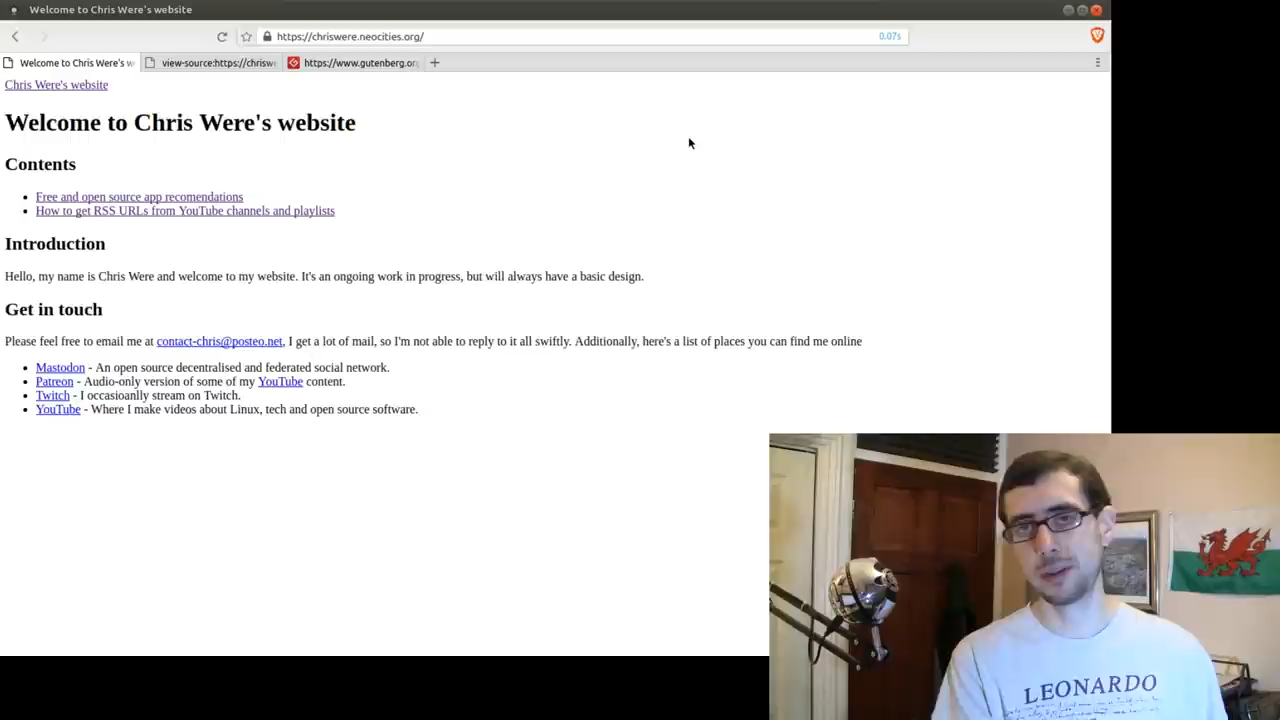 Welcome to Chris Were's website
https://chriswere.neocities.org/
0.07s
Welcome to Chris Were's w
view-source:https://chrisw
https://www.gutenberg.or
Chris Were's website
Welcome to Chris Were's website
Contents
Free and open source app recomendations
How to get RSS URLs from YouTube channels and playlists
Introduction
Hello, my name is Chris Were and welcome to my website. It's an ongoing work in progress, but will always have a basic design.
Get in touch
Please feel free to email me at contact-chris@posteo.net, I get a lot of mail, so I'm not able to reply to it all swiftly. Additionally, here's a list of places you can find me online
Mastodon - An open source decentralised and federated social network.
Patreon - Audio-only version of some of my YouTube content.
Twitch - I occasioanlly stream on Twitch.
YouTube - Where I make videos about Linux, tech and open source software.
LEONARDO